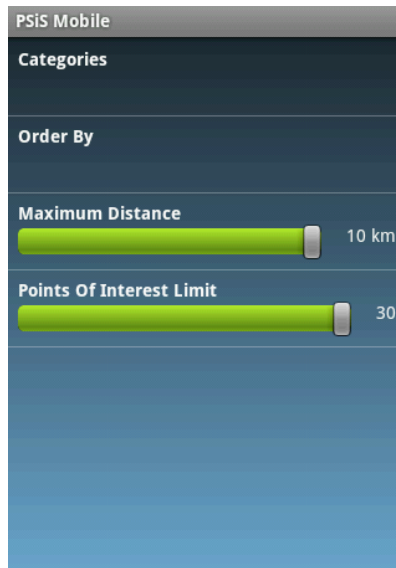 PSiS Mobile
Categories
Order By
Maximum Distance
10 km
Points Of Interest Limit
30